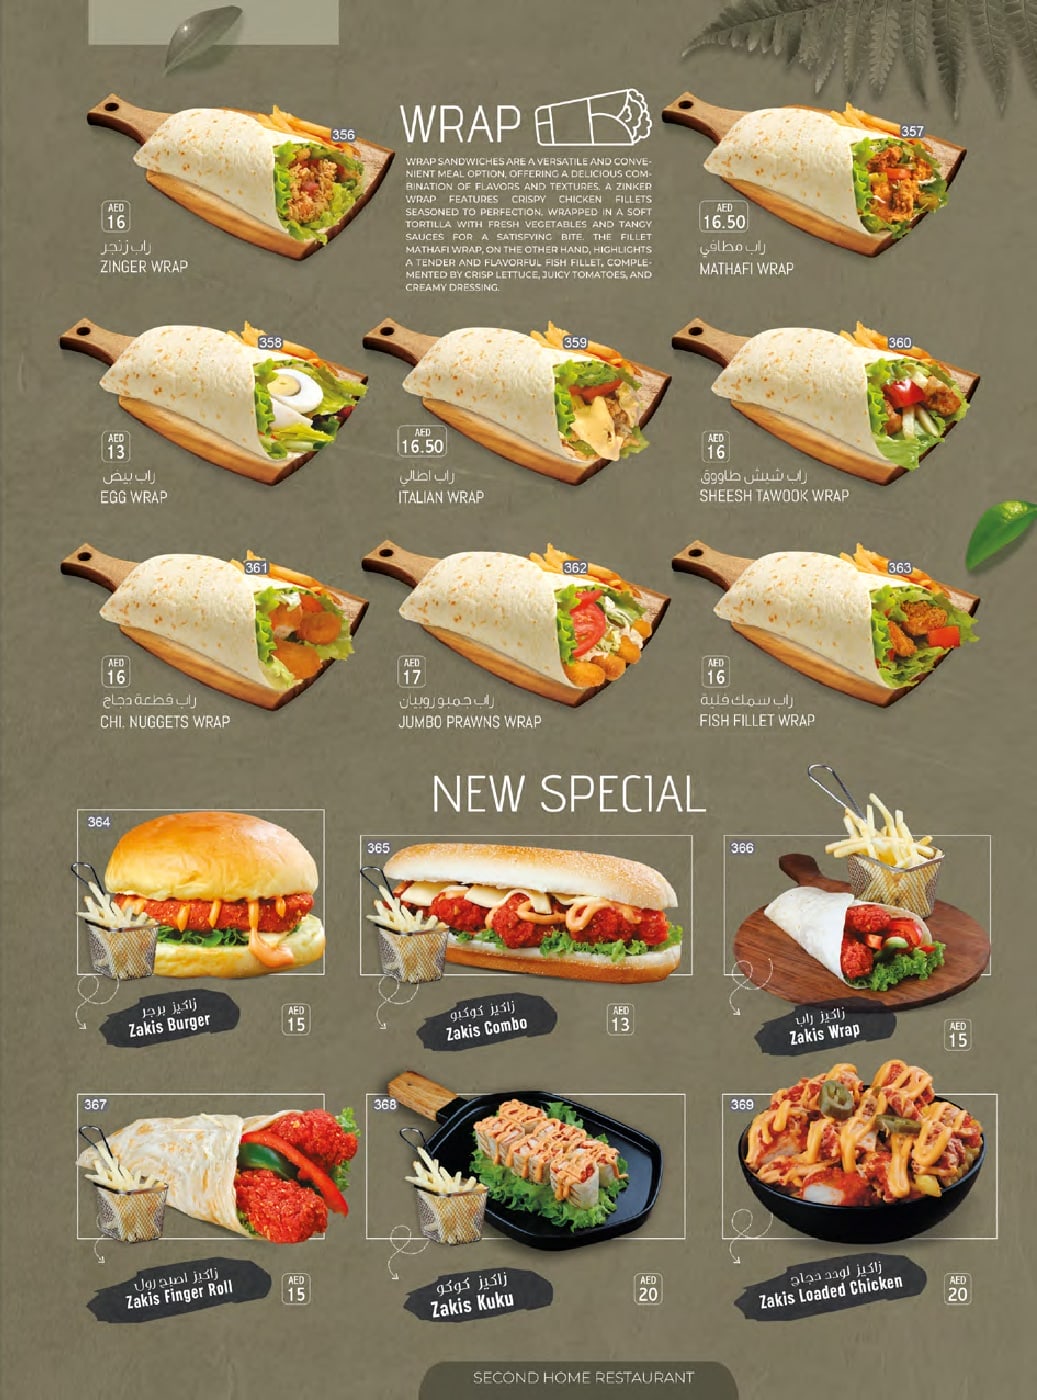 WRAP
WRAP SANDWICHES ARE A VERSATILE AND CONVE-
NIENT MEAL OPTION, OFFERING A DELICIOUS COM-
BINATION OF FLAVORS AND TEXTURES. A ZINKER
WRAP FEATURES CRISPY CHICKEN FILLETS
SEASONED TO PERFECTION, WRAPPED IN A SOFT
TORTILLA WITH FRESH VEGETABLES AND TANGY
SAUCES FOR A SATISFYING BITE. THE FILLET
MATHAFI WRAP, ON THE OTHER HAND, HIGHLIGHTS
A TENDER AND FLAVORFUL FISH FILLET, COMPLE-
MENTED BY CRISP LETTUCE, JUICY TOMATOES, AND
CREAMY DRESSING.
356
AED
16
راب زنجر
ZINGER WRAP
357
AED
16.50
راب مطافي
MATHAFI WRAP
358
AED
13
راب بيض
EGG WRAP
359
AED
16.50
راب اطالي
ITALIAN WRAP
360
AED
16
راب شيش طاووق
SHEESH TAWOOK WRAP
361
AED
16
راب قطعة دجاج
CHI. NUGGETS WRAP
362
AED
17
راب جمبو روبيان
JUMBO PRAWNS WRAP
363
AED
16
راب سمك فلية
FISH FILLET WRAP
NEW SPECIAL
364
زاكيز برجر
Zakis Burger
AED
15
365
زاكيز كوكبو
Zakis Combo
AED
13
366
زاكيز راب
Zakis Wrap
AED
15
367
زاكيز اصبع رول
Zakis Finger Roll
AED
15
368
زاكيز كوكو
Zakis Kuku
AED
20
369
زاكيز لودد دجاج
Zakis Loaded Chicken
AED
20
SECOND HOME RESTAURANT